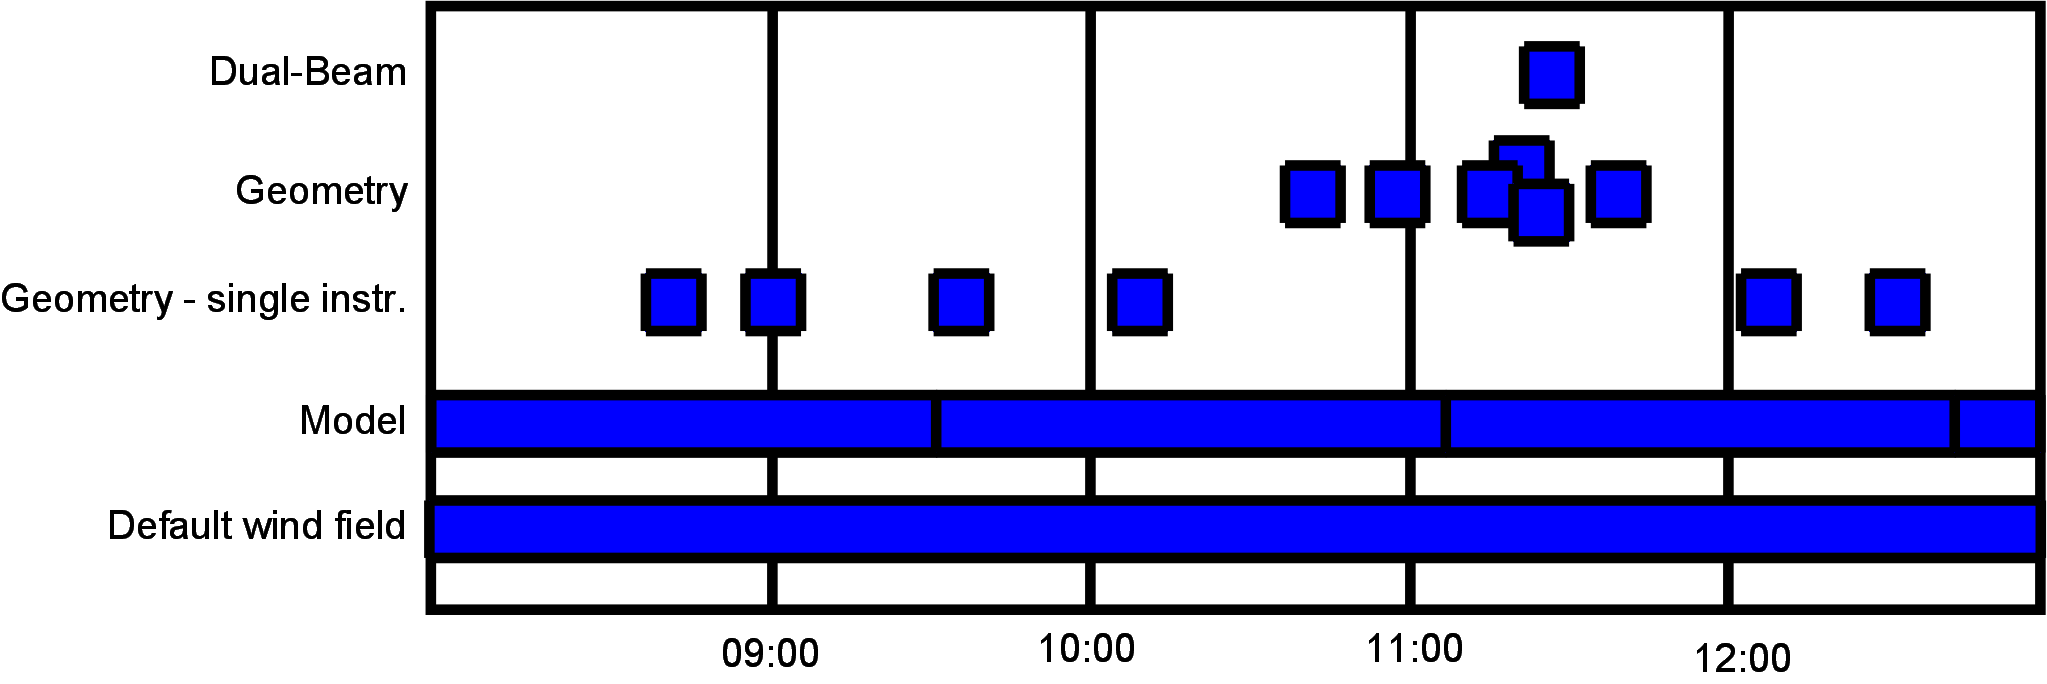 Dual-Beam
Geometry
Geometry - single instr.
Model
Default wind field
09:00
10:00
11:00
12:00